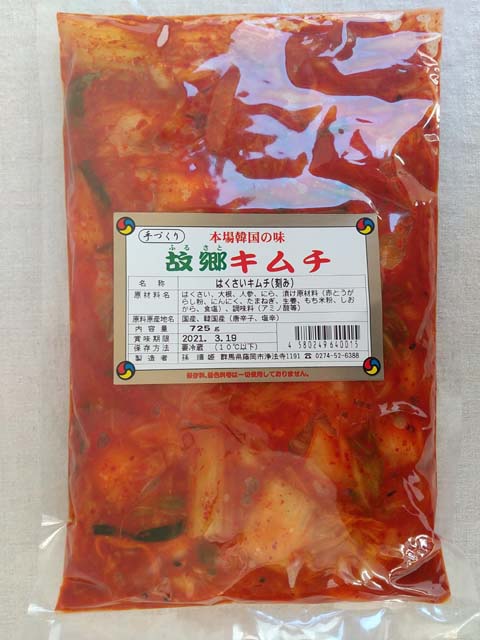 手づくり
本場韓国の味
ふるさと
故郷キムチ
名称 はくさいキムチ(刻み)
原材料名 はくさい、大根、人参、にら、漬け原材料(赤とうが
らし粉、にんにく、たまねぎ、生姜、もち米粉、しお
から、食塩)、調味料(アミノ酸等)
原料原産地名 国産、韓国産(唐辛子、塩辛)
内容量 725g
賞味期限 2021. 3.19
保存方法 要冷蔵(10℃以下)
製造者 孫順姫 群馬県藤岡市浄法寺1191 ☎0274-52-6388
4 580249 640015
保存料、着色料等は一切使用しておりません。